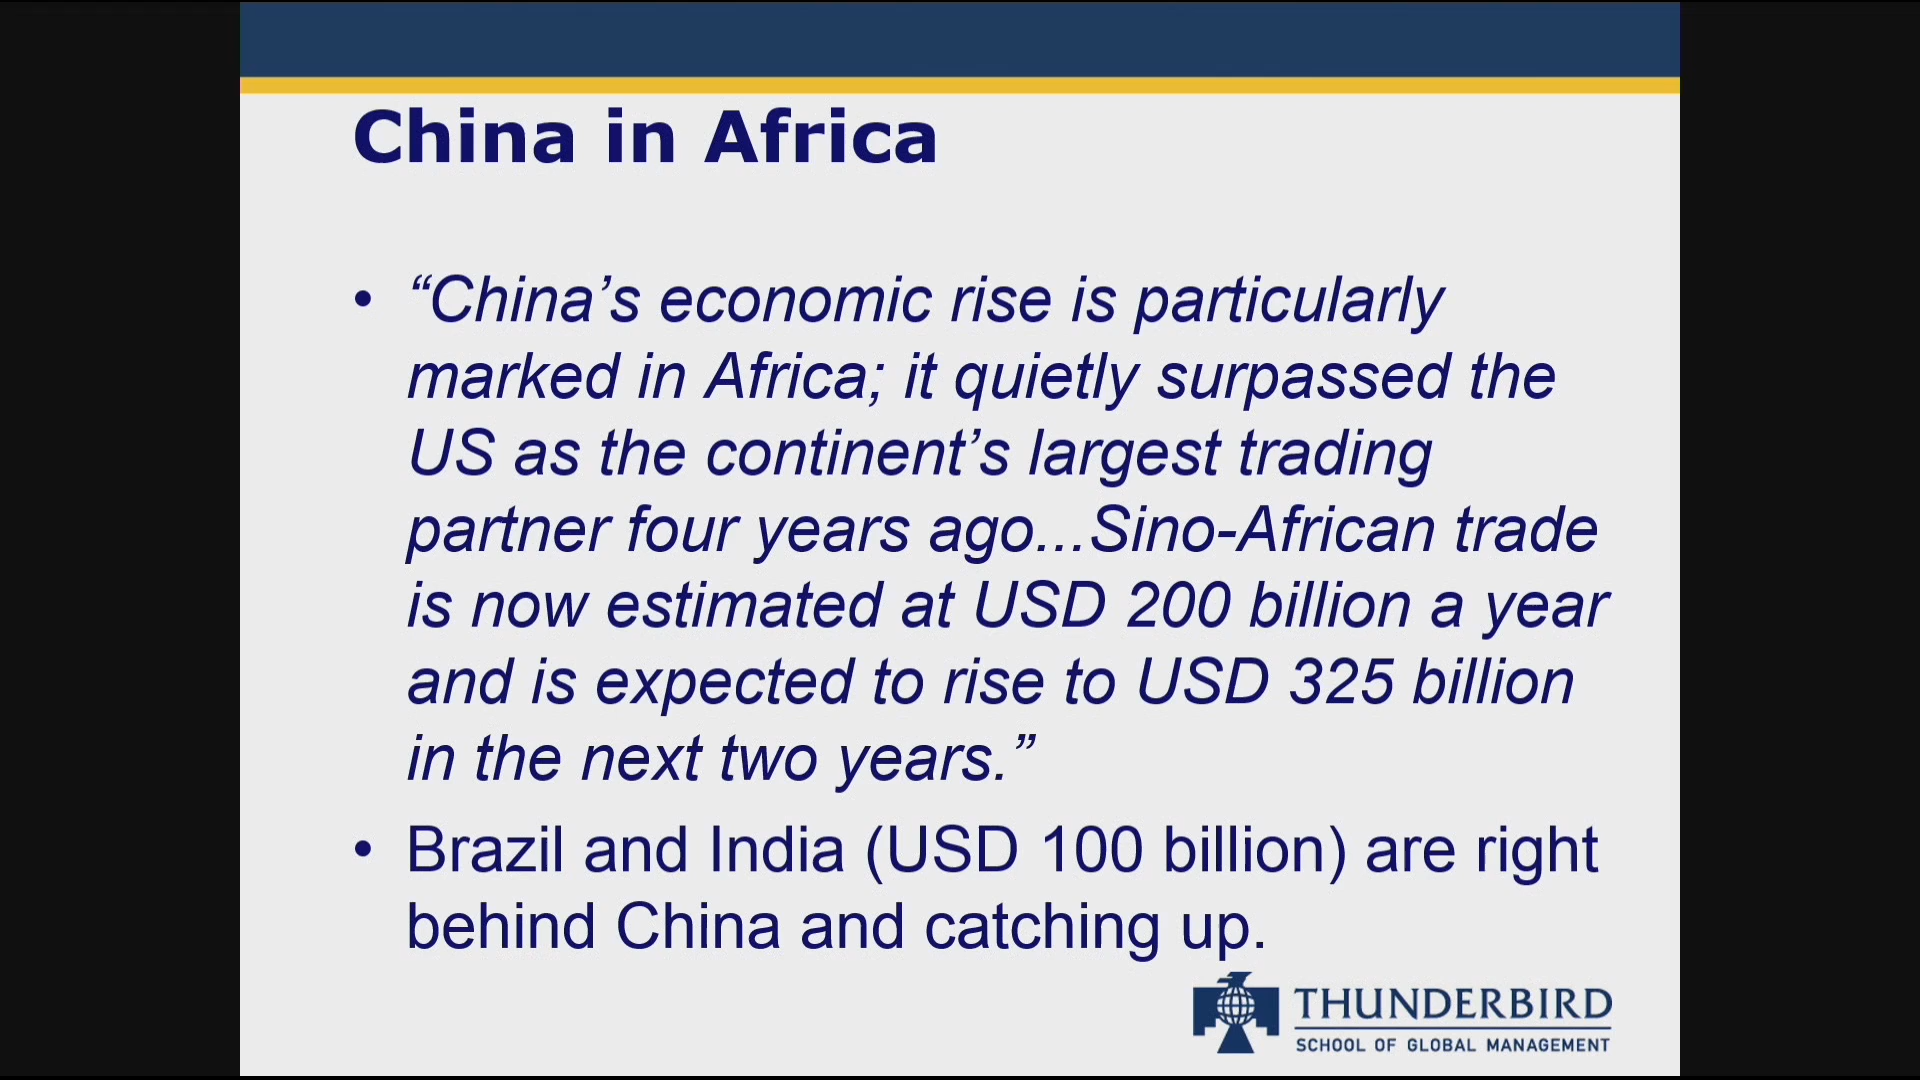 China in Africa
• “China’s economic rise is particularly
marked in Africa; it quietly surpassed the
US as the continent’s largest trading
partner four years ago...Sino-African trade
is now estimated at USD 200 billion a year
and is expected to rise to USD 325 billion
in the next two years.”
• Brazil and India (USD 100 billion) are right
behind China and catching up.
THUNDERBIRD
SCHOOL OF GLOBAL MANAGEMENT